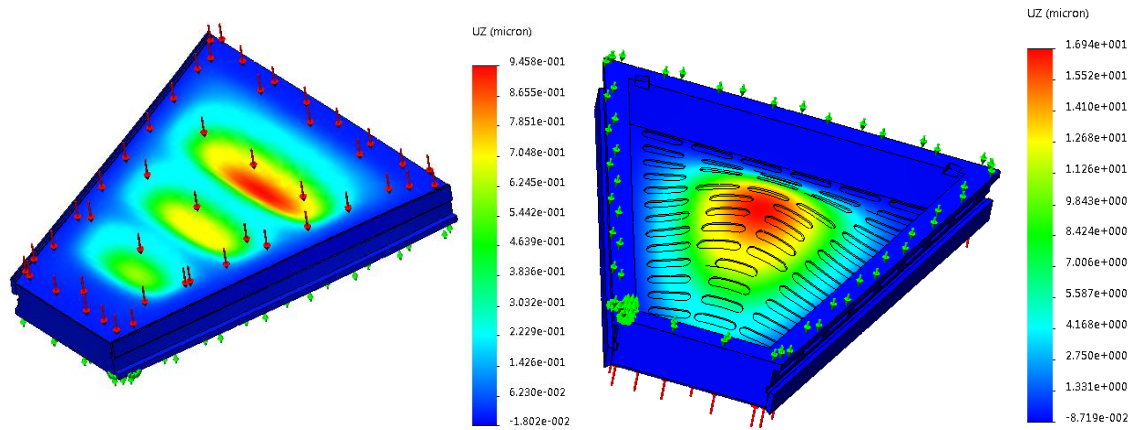 UZ (micron)
9.458e-001
8.655e-001
7.851e-001
7.048e-001
6.245e-001
5.442e-001
4.639e-001
3.836e-001
3.032e-001
2.229e-001
1.426e-001
6.230e-002
-1.802e-002
UZ (micron)
1.694e+001
1.552e+001
1.410e+001
1.268e+001
1.126e+001
9.843e+000
8.424e+000
7.006e+000
5.587e+000
4.168e+000
2.750e+000
1.331e+000
-8.719e-002